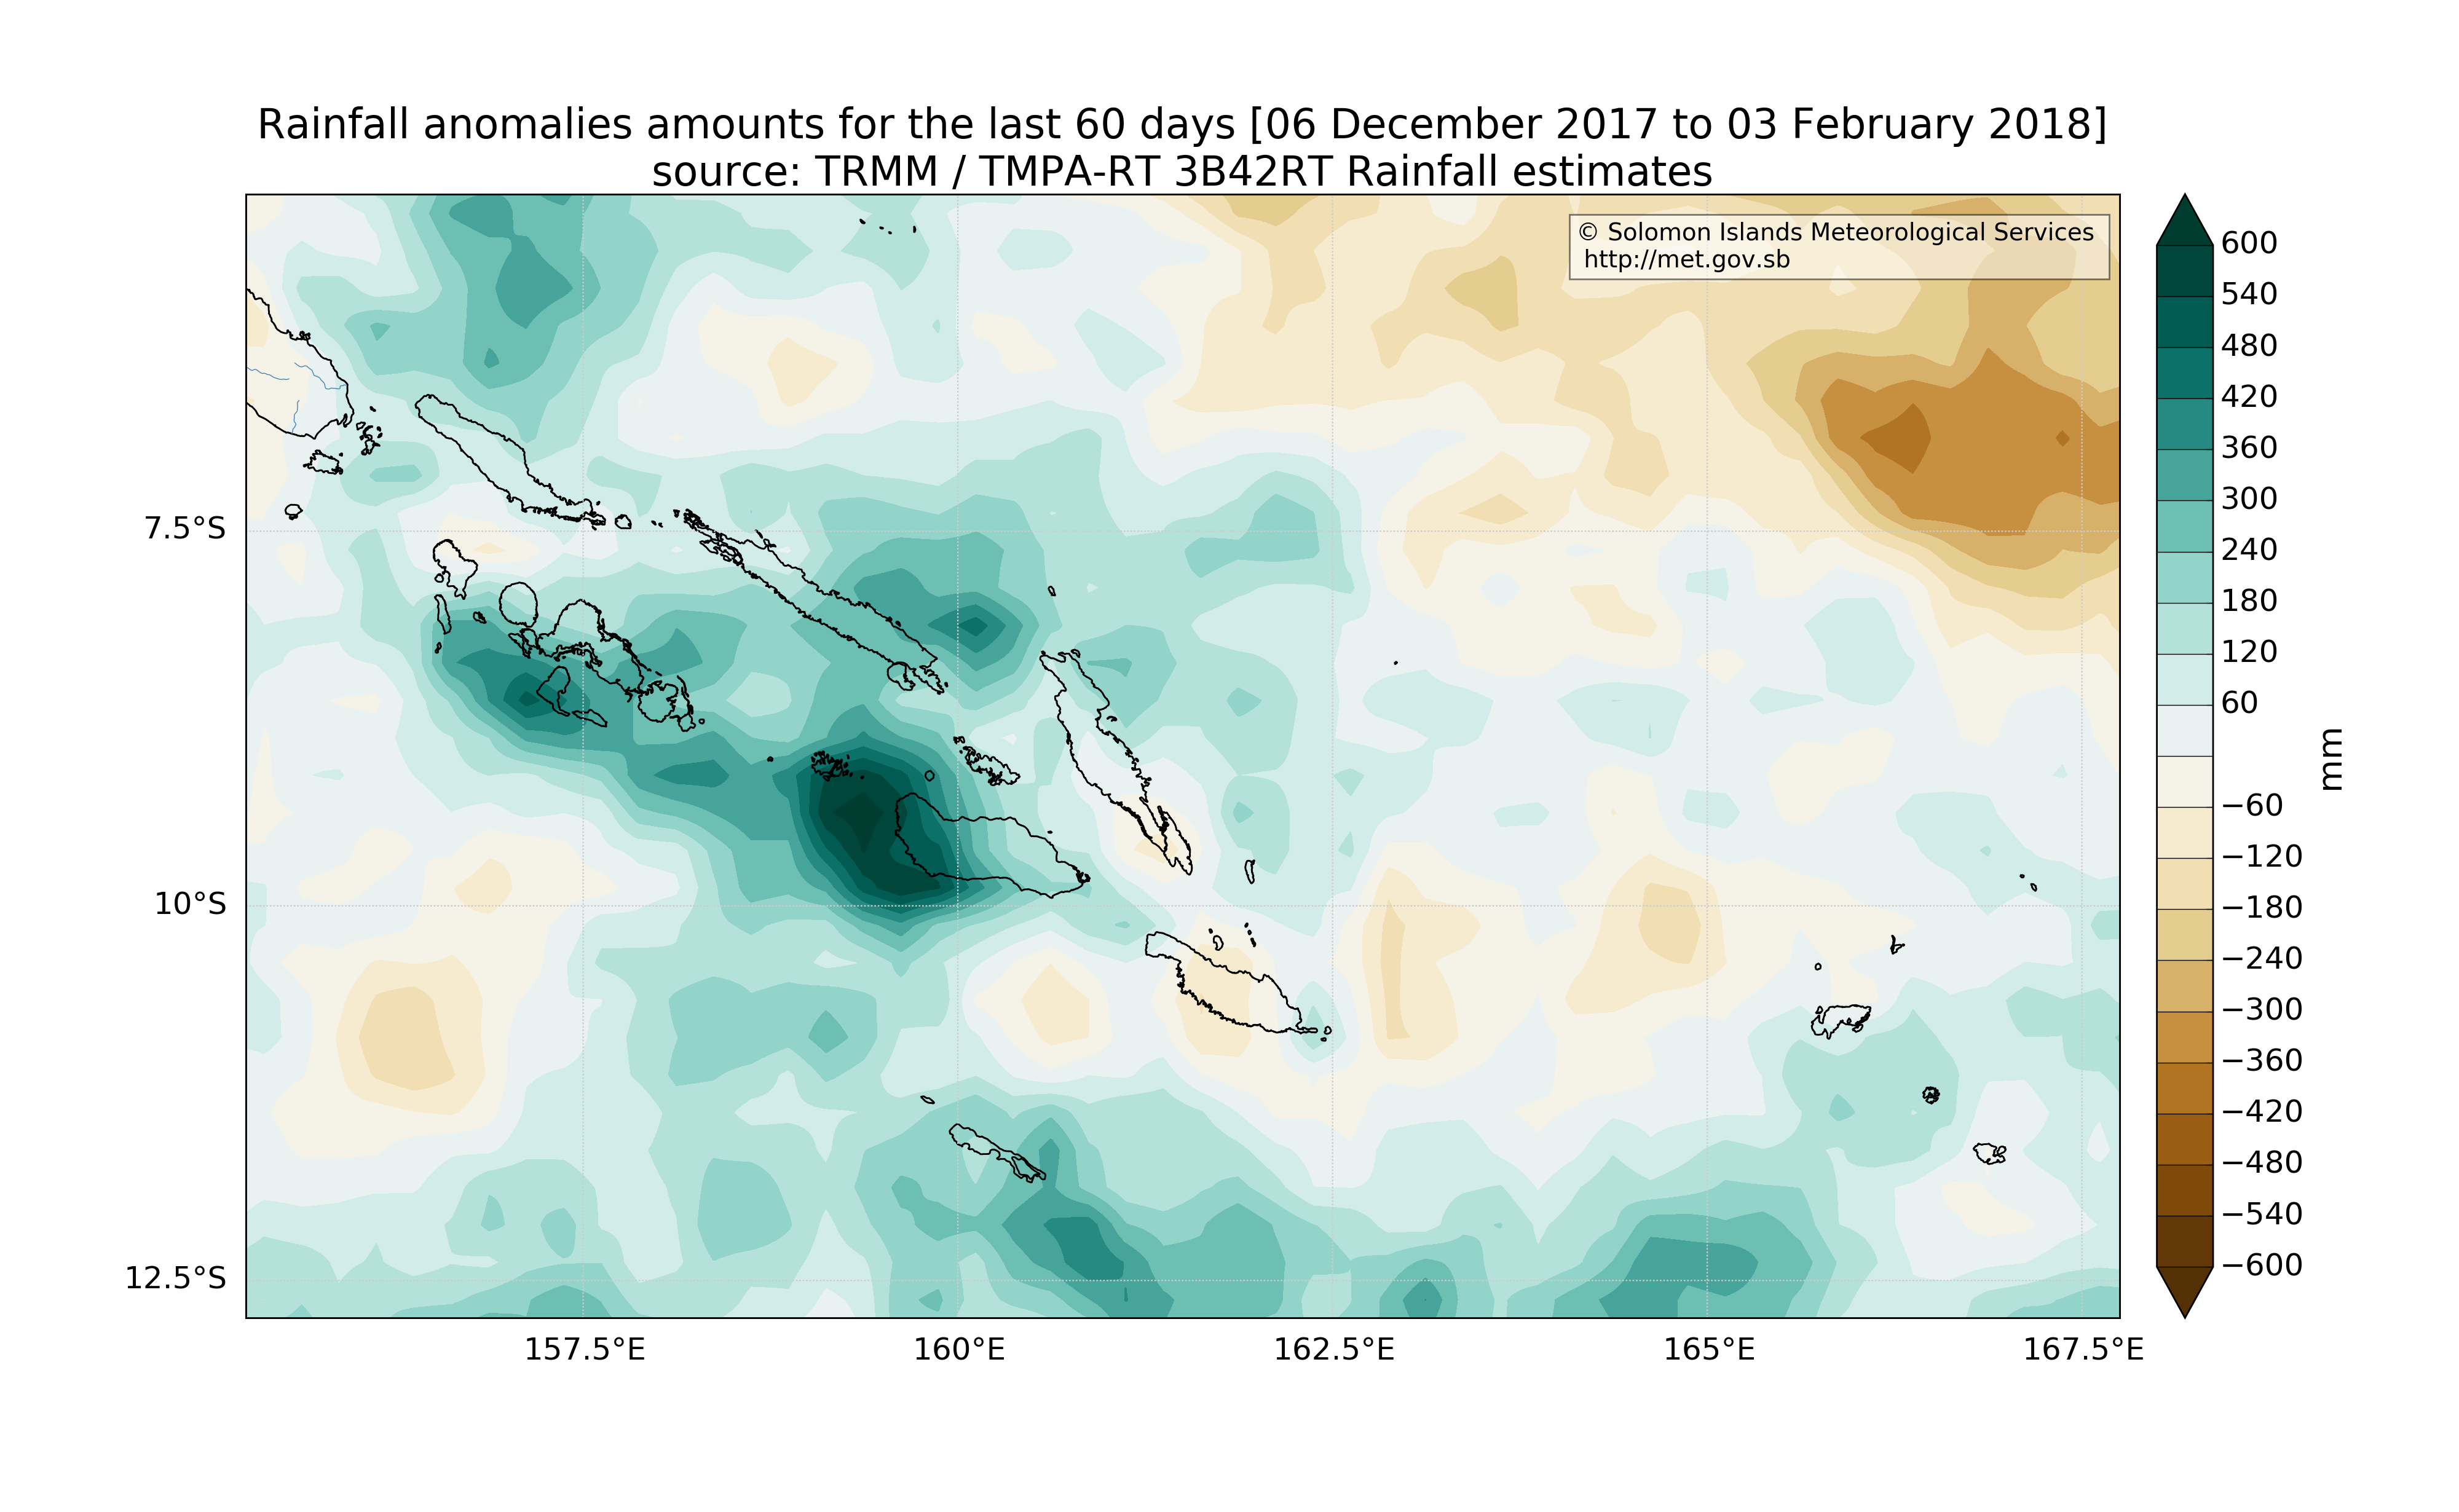 Rainfall anomalies amounts for the last 60 days [06 December 2017 to 03 February 2018]
source: TRMM / TMPA-RT 3B42RT Rainfall estimates
© Solomon Islands Meteorological Services
http://met.gov.sb
7.5°S
10°S
12.5°S
157.5°E
160°E
162.5°E
165°E
167.5°E
600
540
480
420
360
300
240
180
120
60
−60
−120
−180
−240
−300
−360
−420
−480
−540
−600
mm